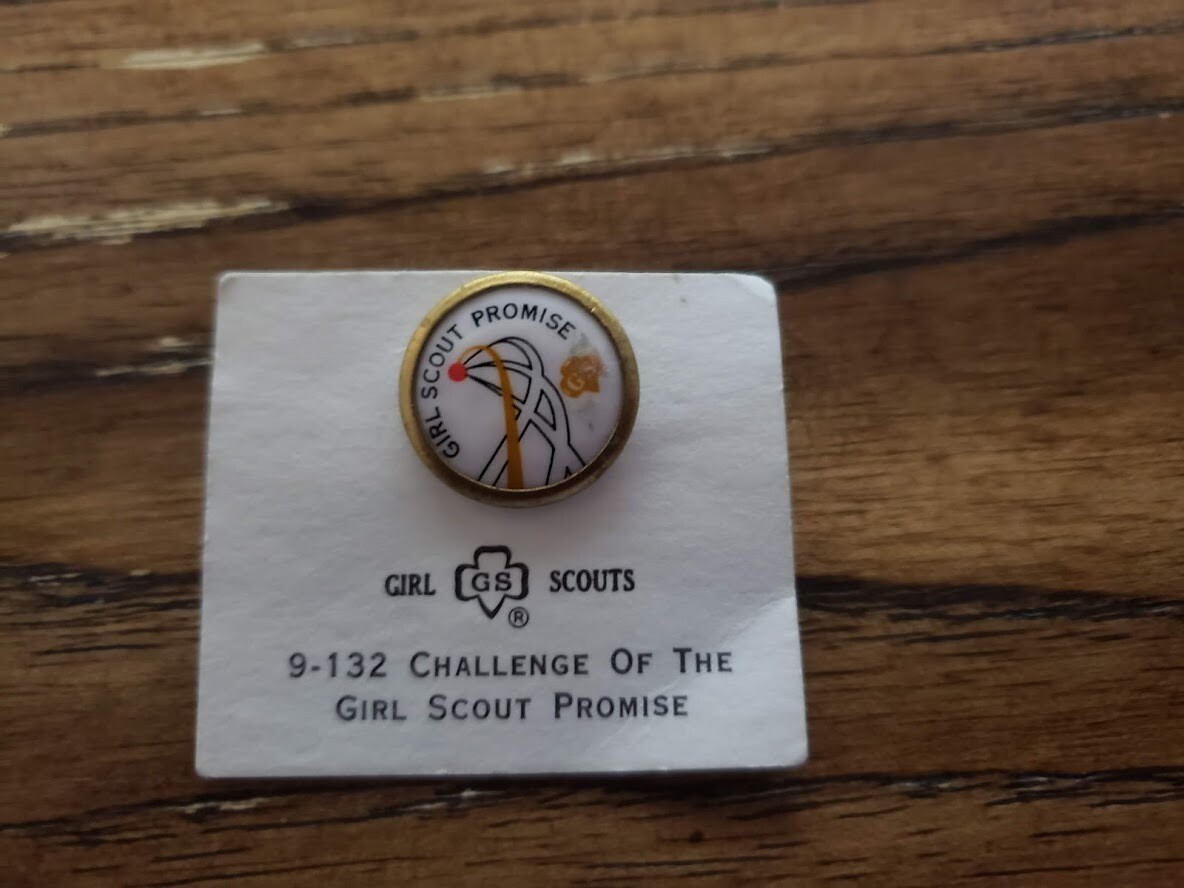 GIRL SCOUT PROMISE
GIRL GS SCOUTS
®
9-132 CHALLENGE OF THE
GIRL SCOUT PROMISE